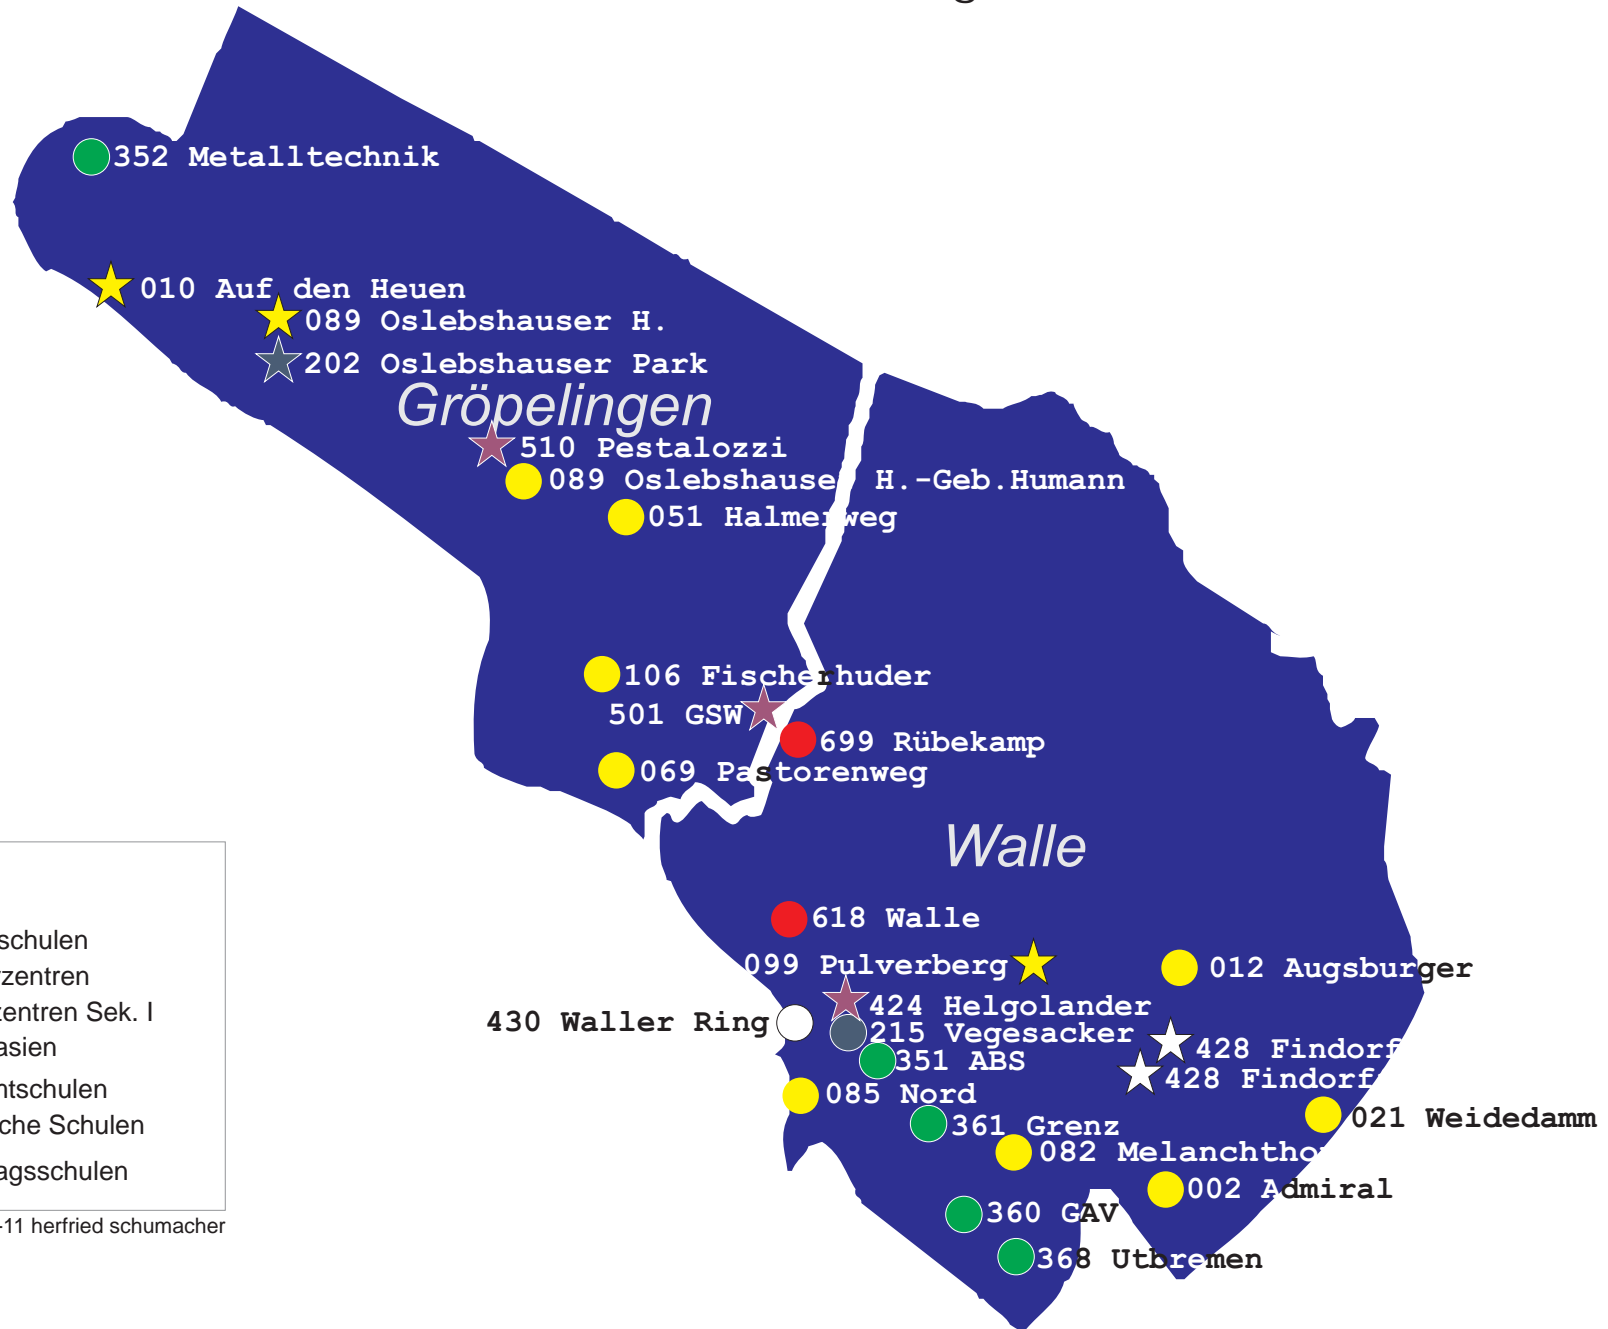 g
352 Metalltechnik
010 Auf den Heuen
089 Oslebshauser H.
202 Oslebshauser Park
Gröpelingen
510 Pestalozzi
089 Oslebshauser H.-Geb.Humann
051 Halmerweg
106 Fischerhuder
501 GSW
699 Rübekamp
069 Pastorenweg
Walle
618 Walle
099 Pulverberg
012 Augsburger
424 Helgolander
430 Waller Ring
215 Vegesacker
428 Findorf
351 ABS
428 Findorf
085 Nord
021 Weidedamm
361 Grenz
082 Melanchtho
002 Admiral
360 GAV
368 Utbremen
schulen
rzentren
zentren Sek. I
asien
ntschulen
che Schulen
agsschulen
-11 herfried schumacher